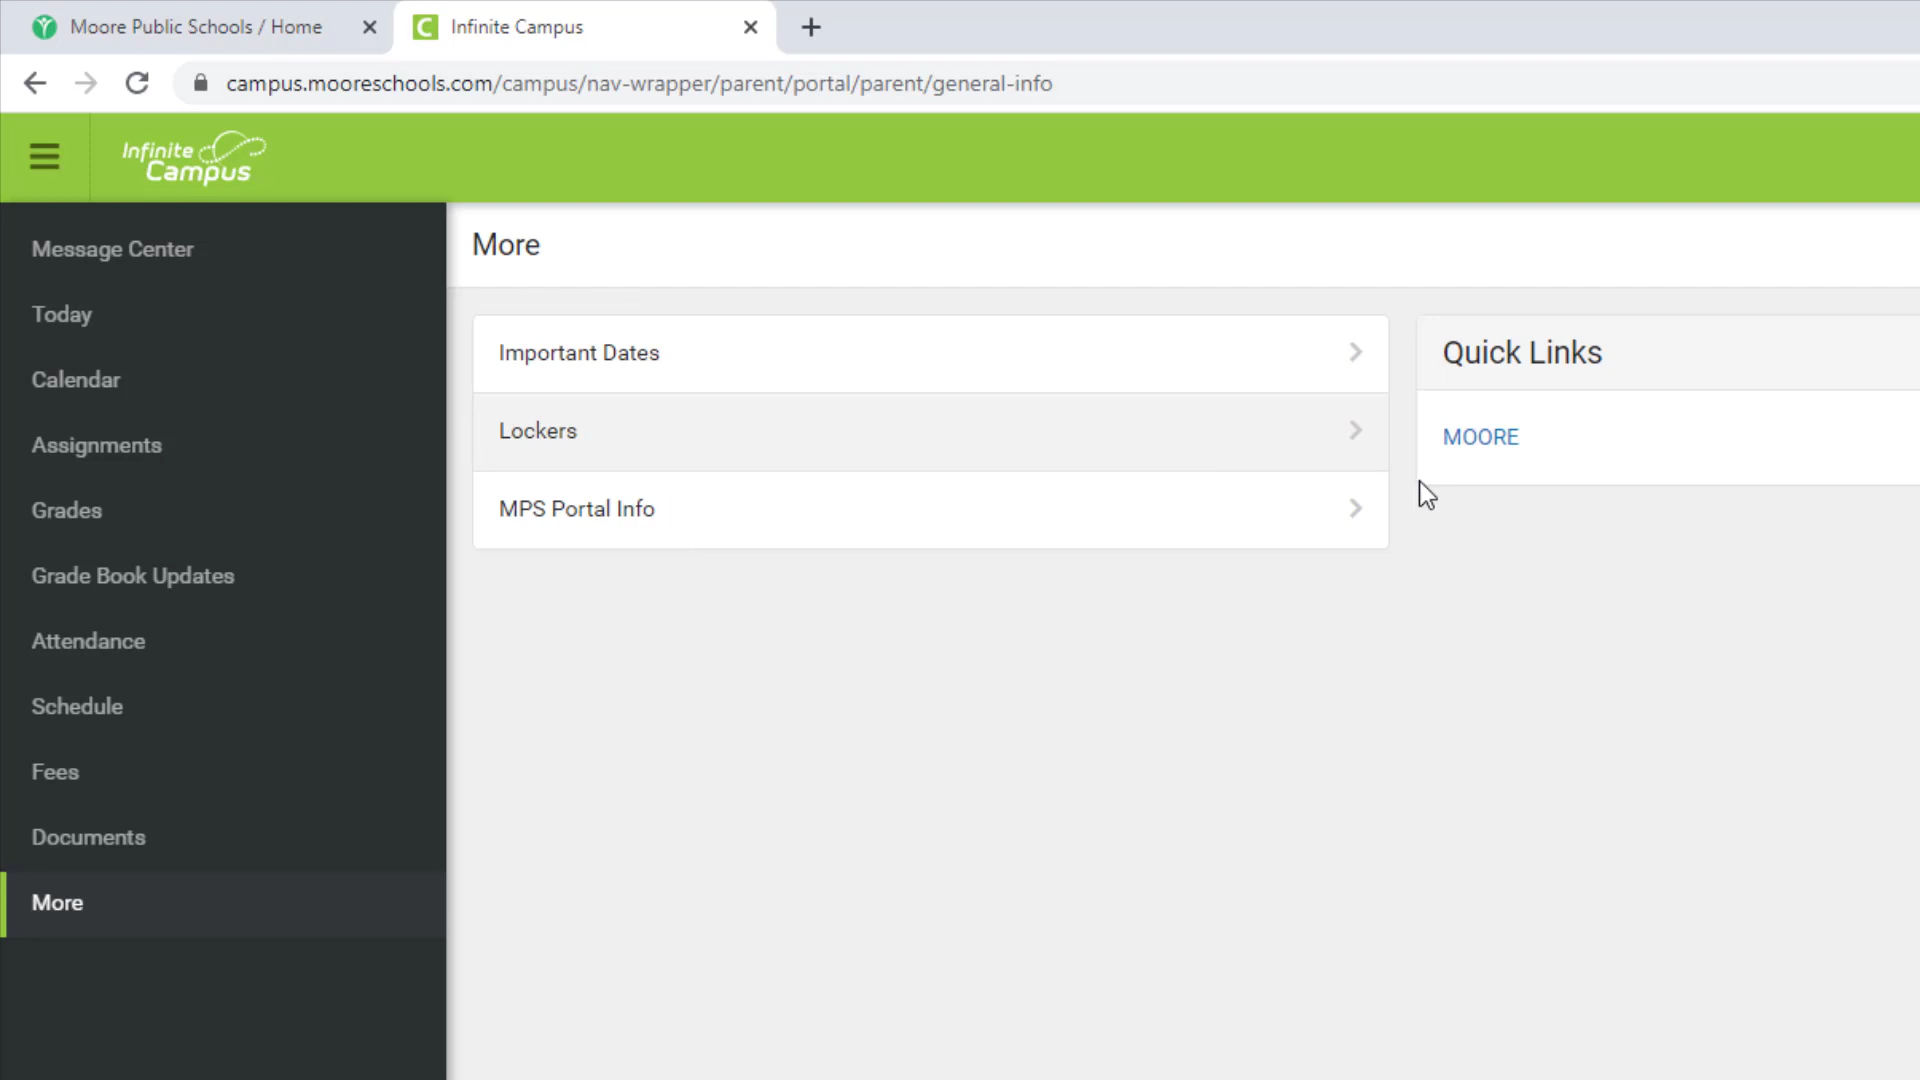 Moore Public Schools / Home
Infinite Campus
campus.mooreschools.com/campus/nav-wrapper/parent/portal/parent/general-info
Infinite
Campus
Message Center
Today
Calendar
Assignments
Grades
Grade Book Updates
Attendance
Schedule
Fees
Documents
More
More
Important Dates
Lockers
MPS Portal Info
Quick Links
MOORE